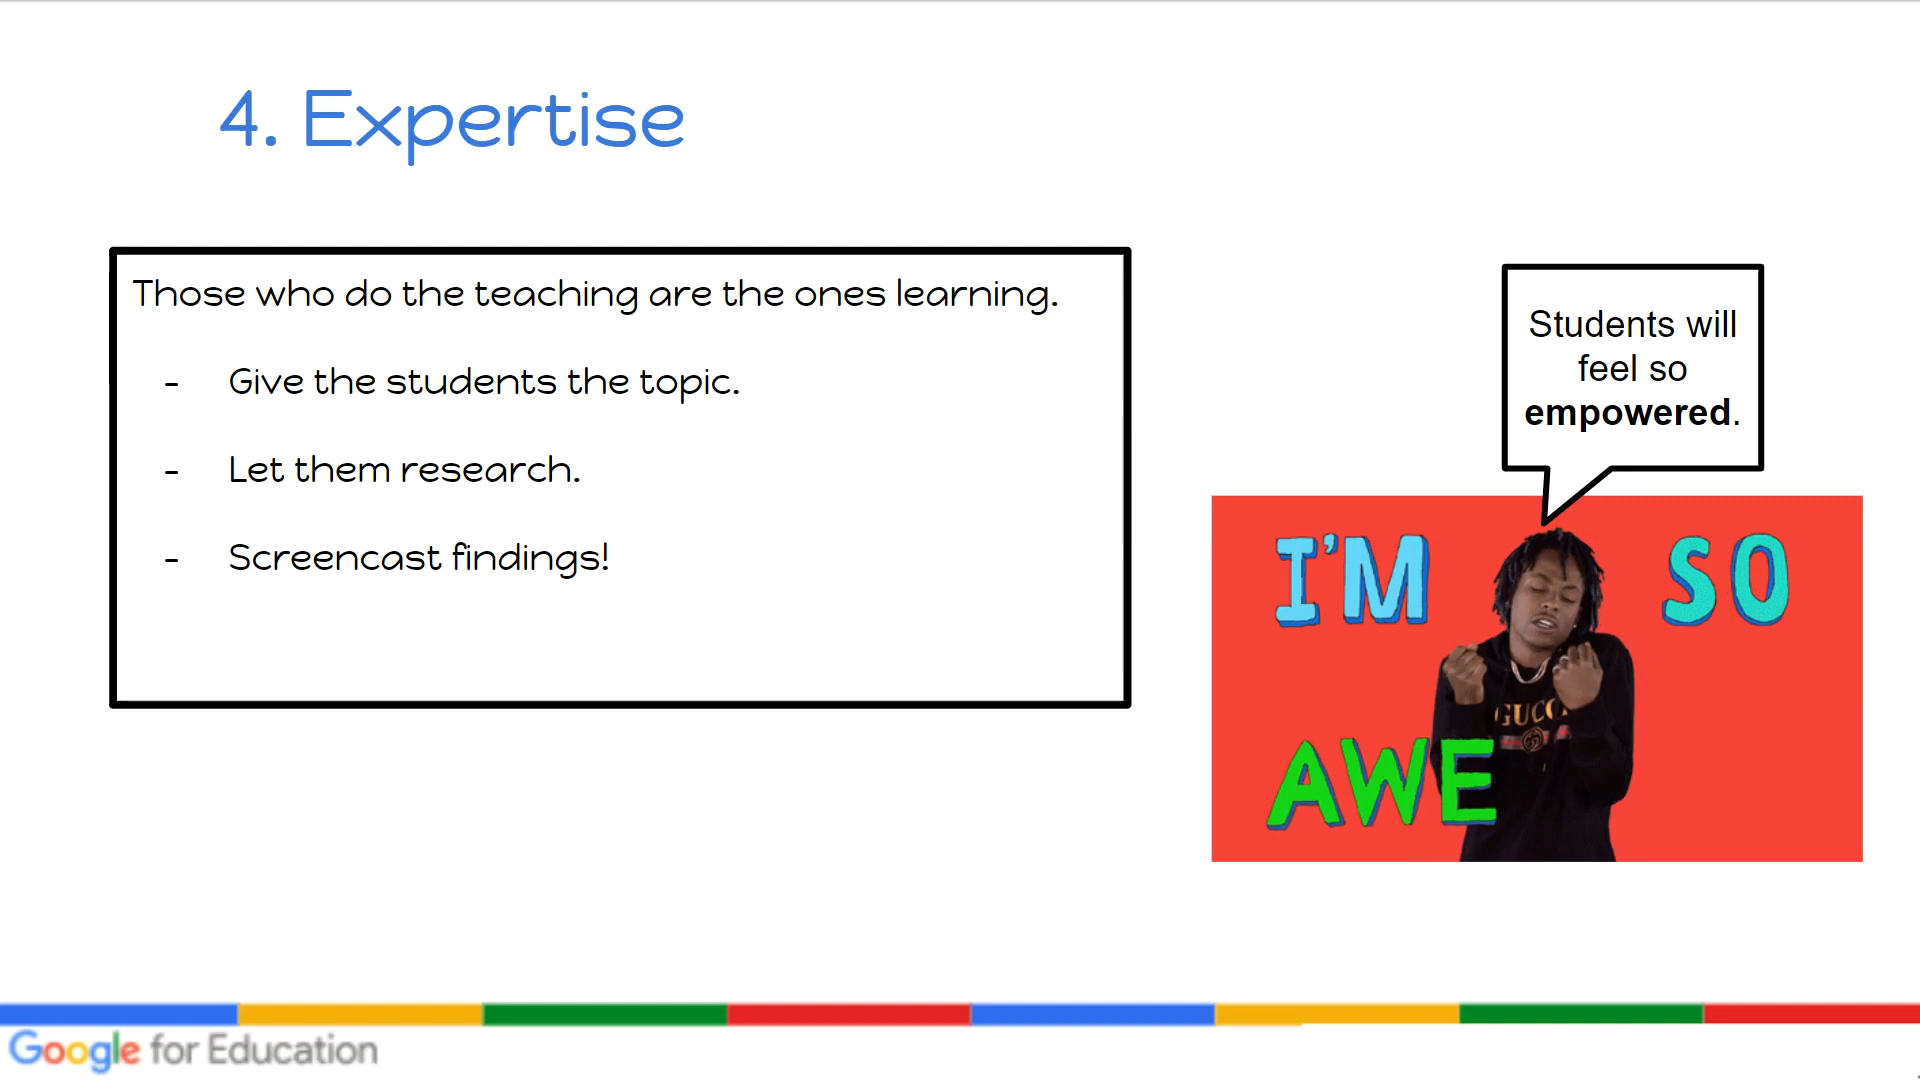 4. Expertise
Those who do the teaching are the ones learning.
- Give the students the topic.
- Let them research.
- Screencast findings!
Students will
feel so
empowered.
I'M SO
GUCC
AWE
Google for Education